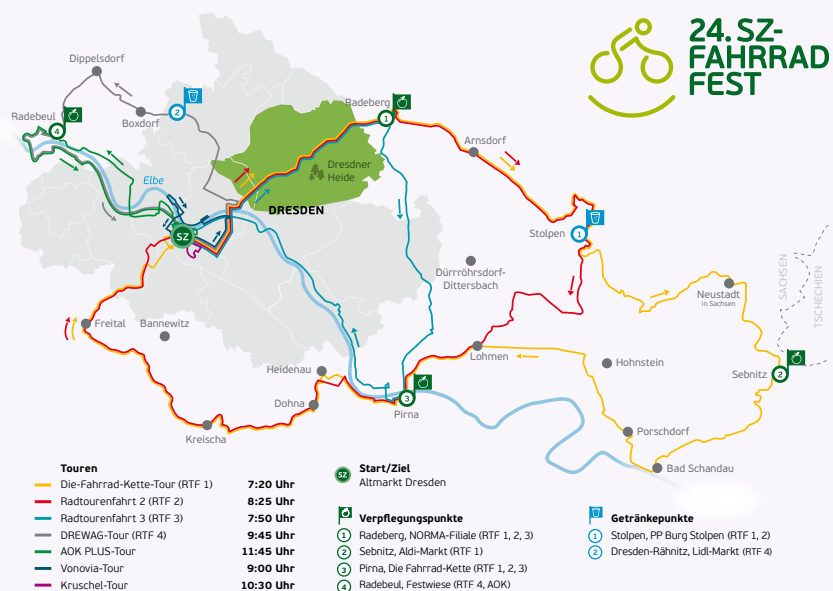 24. SZ-
FAHRRAD
FEST
Dippelsdorf
Radebeul
4
Boxdorf
2
Radeberg
1
Arnsdorf
Elbe
Dresdner
Heide
DRESDEN
SZ
Stolpen
1
Dürrröhrsdorf-
Dittersbach
Neustadt
in Sachsen
SACHSEN
TSCHECHIEN
Freital
Bannewitz
Lohmen
Hohnstein
Sebnitz
2
Heidenau
Dohna
3
Pirna
Kreischa
Porschdorf
Bad Schandau
Touren
Die-Fahrrad-Kette-Tour (RTF 1) 7:20 Uhr
Radtourenfahrt 2 (RTF 2) 8:25 Uhr
Radtourenfahrt 3 (RTF 3) 7:50 Uhr
DREWAG-Tour (RTF 4) 9:45 Uhr
AOK PLUS-Tour 11:45 Uhr
Vonovia-Tour 9:00 Uhr
Kruschel-Tour 10:30 Uhr
SZ Start/Ziel
Altmarkt Dresden
Verpflegungspunkte
1 Radeberg, NORMA-Filiale (RTF 1, 2, 3)
2 Sebnitz, Aldi-Markt (RTF 1)
3 Pirna, Die Fahrrad-Kette (RTF 1, 2, 3)
4 Radebeul, Festwiese (RTF 4, AOK)
Getränkepunkte
1 Stolpen, PP Burg Stolpen (RTF 1, 2)
2 Dresden-Rähnitz, Lidl-Markt (RTF 4)